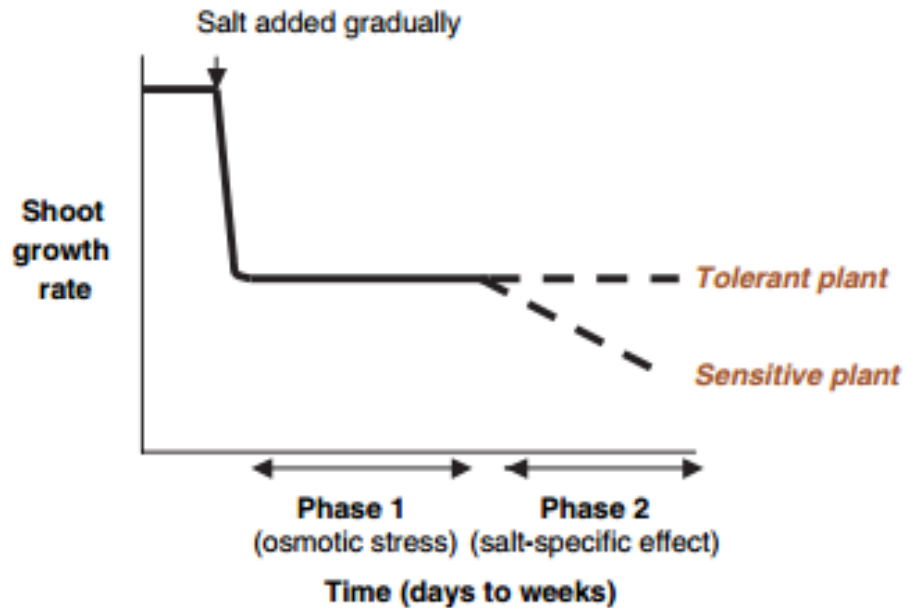 Salt added gradually
Shoot
growth
rate
Tolerant plant
Sensitive plant
Phase 1
(osmotic stress)
Phase 2
(salt-specific effect)
Time (days to weeks)